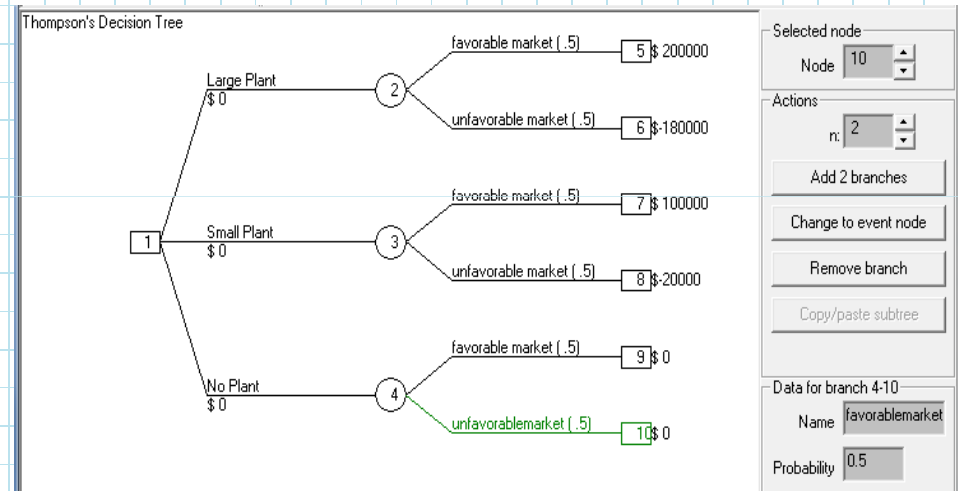 Thompson's Decision Tree
favorable market ( .5)
5 $ 200000
Large Plant
$ 0
2
unfavorable market ( .5)
6 $-180000
favorable market ( .5)
7 $ 100000
1
Small Plant
$ 0
3
unfavorable market ( .5)
8 $-20000
favorable market ( .5)
9 $ 0
No Plant
$ 0
4
unfavorablemarket ( .5)
10 $ 0
Selected node
Node 10
Actions
n: 2
Add 2 branches
Change to event node
Remove branch
Copy/paste subtree
Data for branch 4-10
Name favorablemarket
Probability 0.5